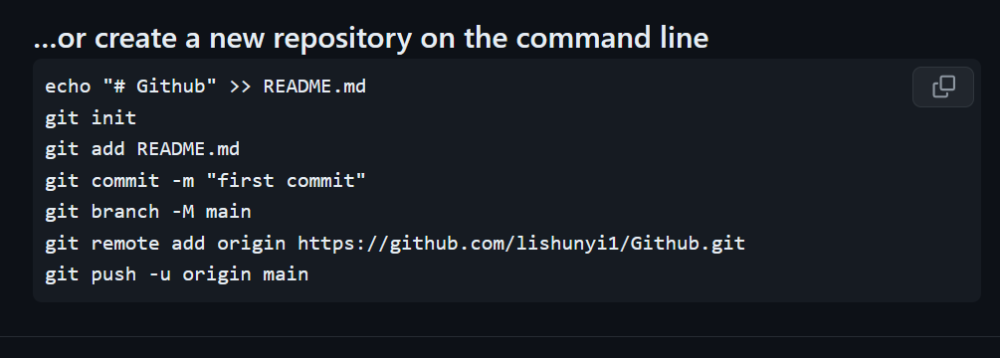 ...or create a new repository on the command line
echo "# Github" >> README.md
git init
git add README.md
git commit -m "first commit"
git branch -M main
git remote add origin https://github.com/lishunyi1/Github.git
git push -u origin main